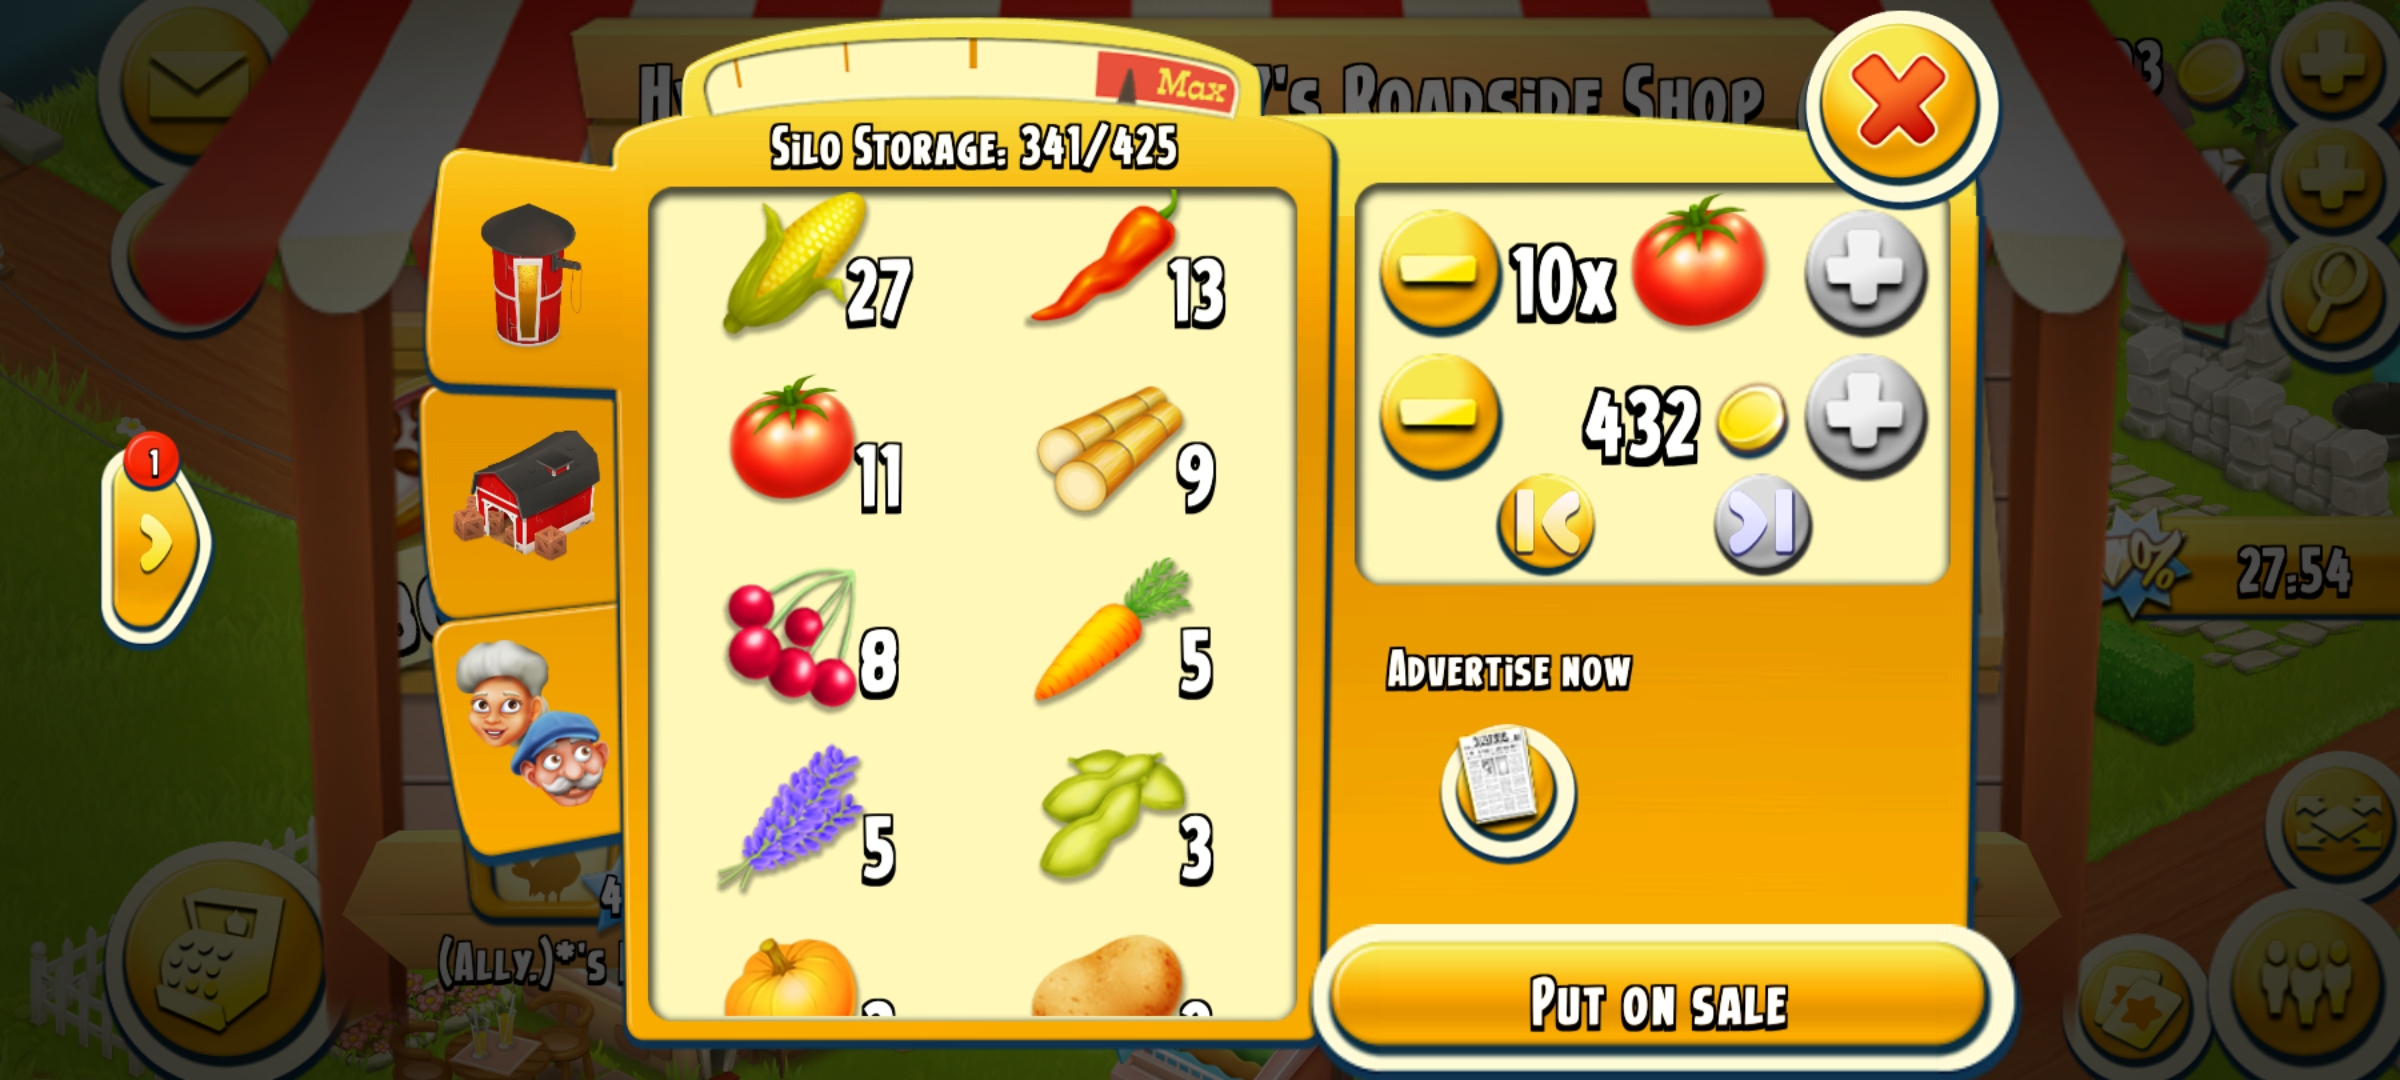 Max
'S ROADSIDE SHOP
SILO STORAGE: 341/425
27
13
10x
432
11
9
1
27:54
8
5
ADVERTISE NOW
5
3
(ALLY.)*'S
PUT ON SALE